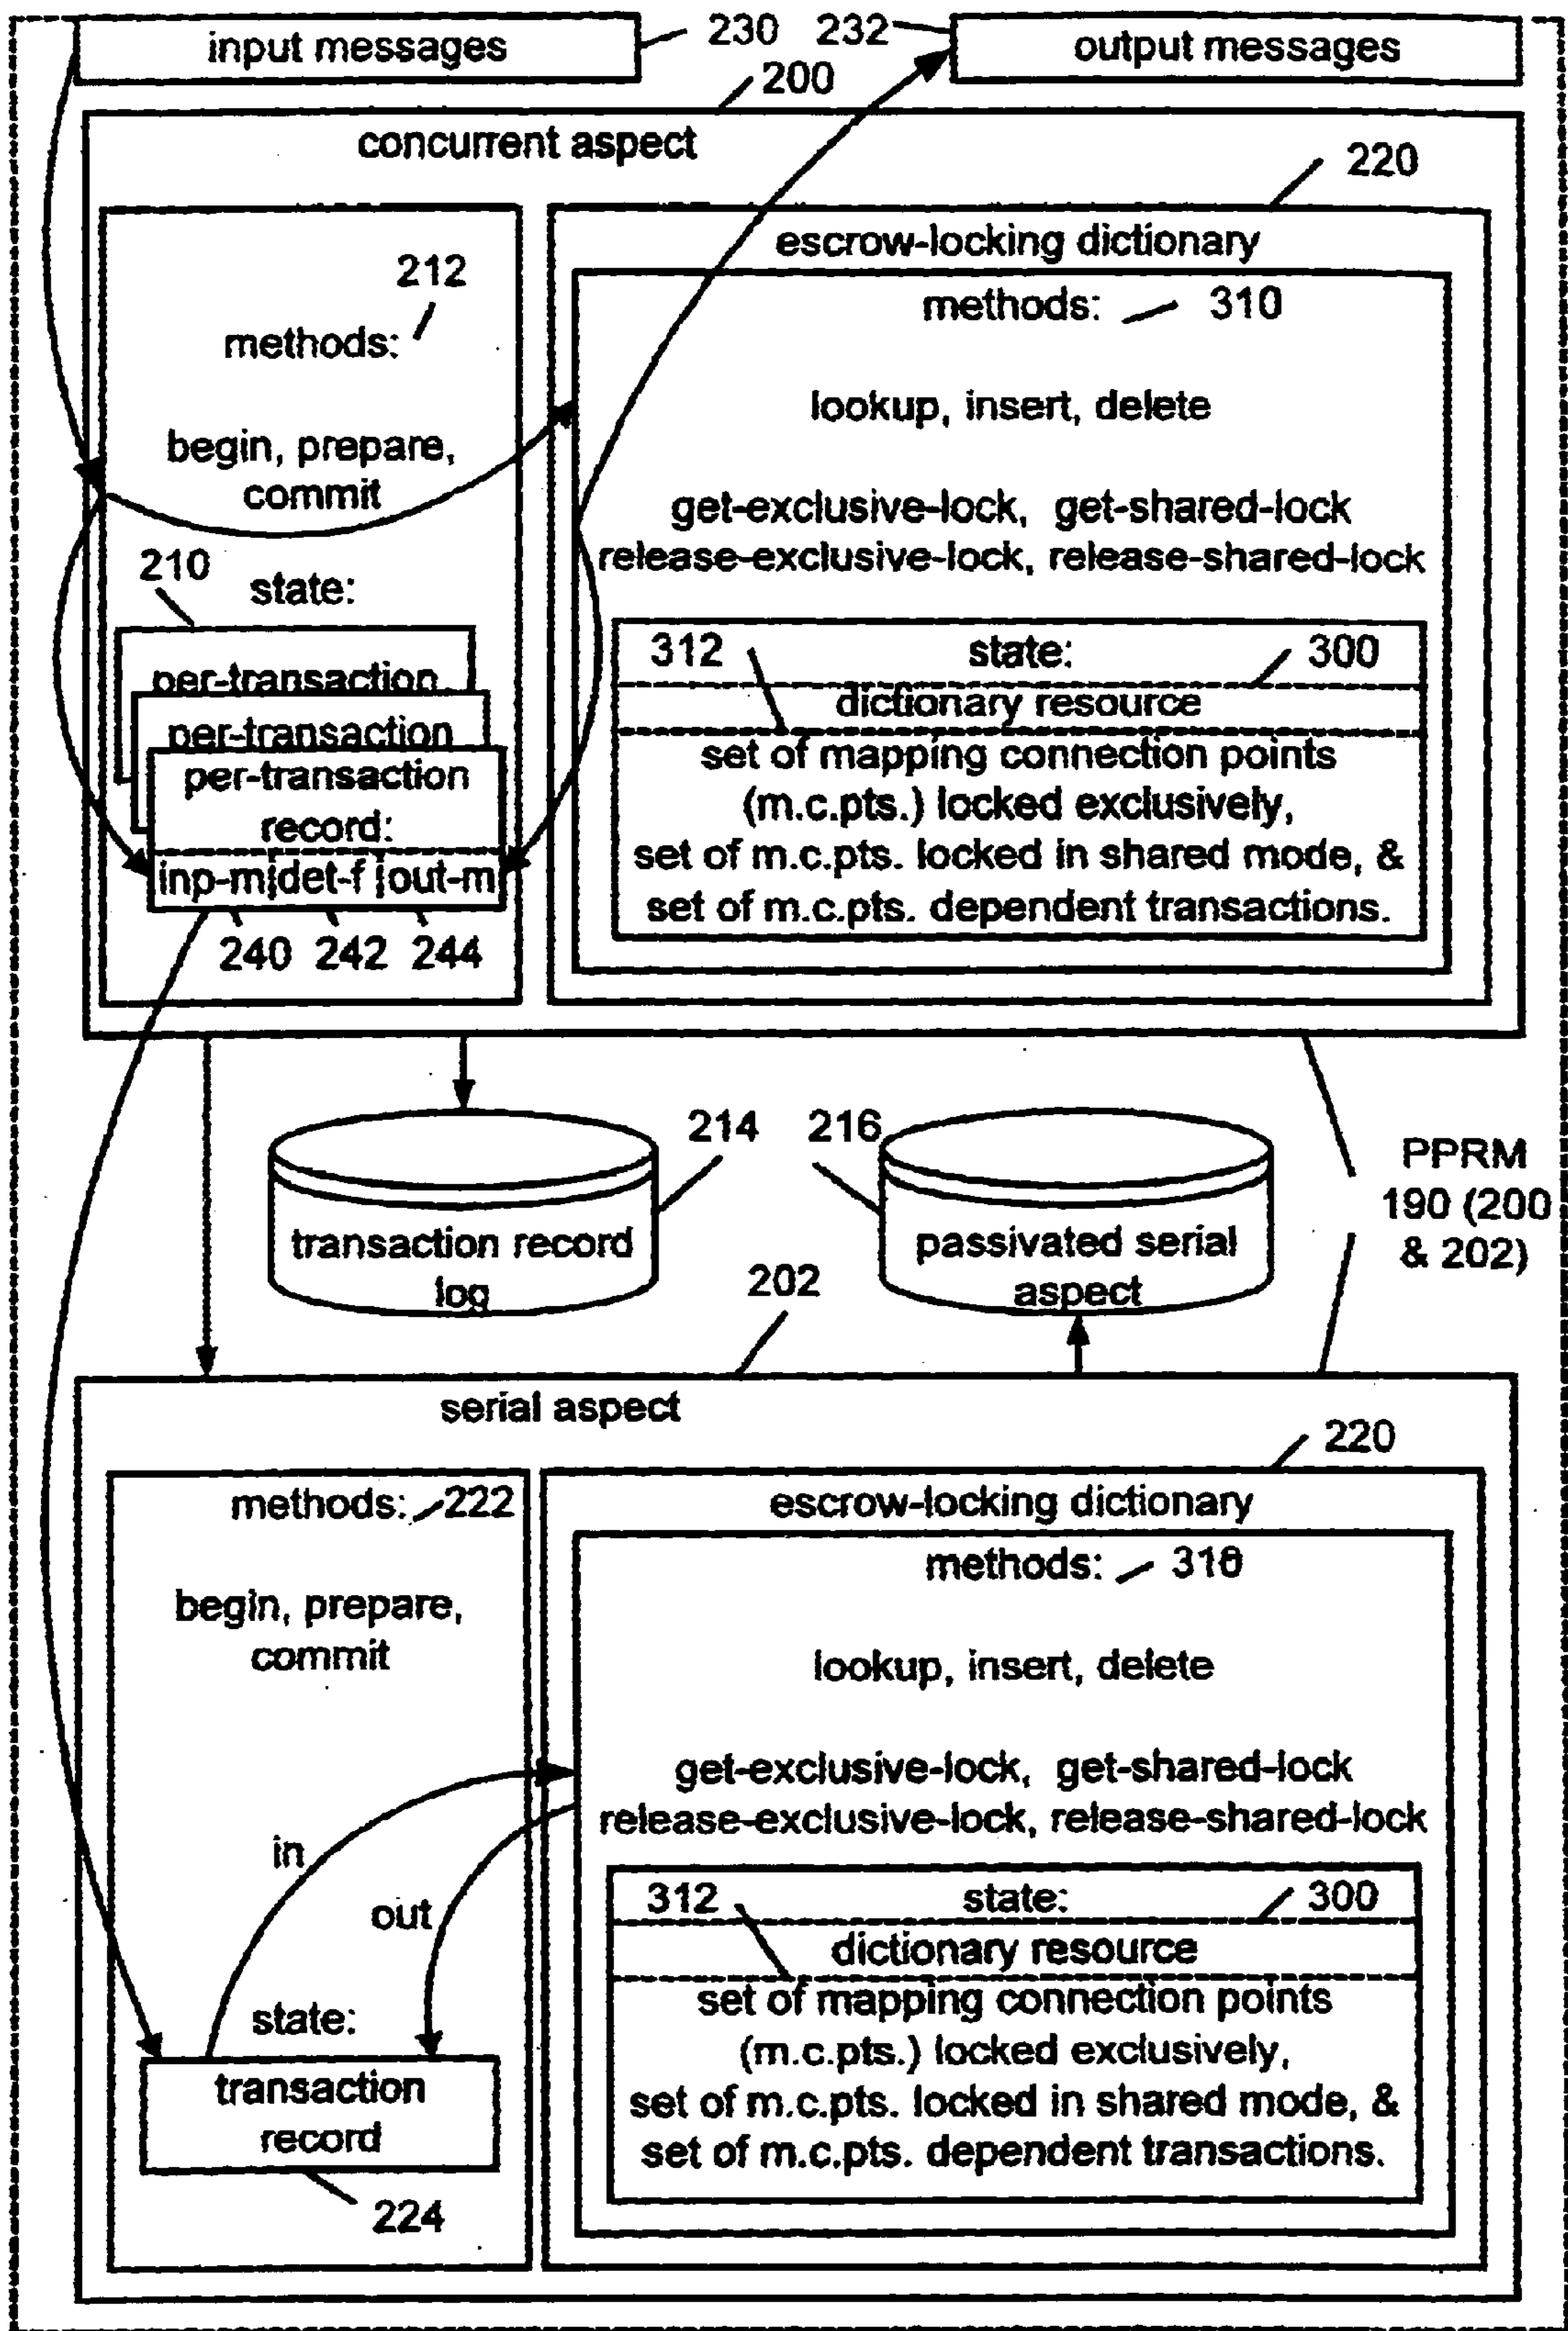 input messages
230
232
output messages
200
concurrent aspect
220
escrow-locking dictionary
212
methods:
begin, prepare,
commit
methods:
310
lookup, insert, delete
get-exclusive-lock, get-shared-lock
release-exclusive-lock, release-shared-lock
210
state:
per-transaction
per-transaction
per-transaction
record:
inp-m det-f out-m
240 242 244
312
state:
300
dictionary resource
set of mapping connection points
(m.c.pts.) locked exclusively,
set of m.c.pts. locked in shared mode, &
set of m.c.pts. dependent transactions.
214
216
transaction record
log
passivated serial
aspect
PPRM
190 (200
& 202)
202
serial aspect
220
methods:
222
begin, prepare,
commit
in
out
state:
transaction
record
224
escrow-locking dictionary
methods:
310
lookup, insert, delete
get-exclusive-lock, get-shared-lock
release-exclusive-lock, release-shared-lock
312
state:
300
dictionary resource
set of mapping connection points
(m.c.pts.) locked exclusively,
set of m.c.pts. locked in shared mode, &
set of m.c.pts. dependent transactions.